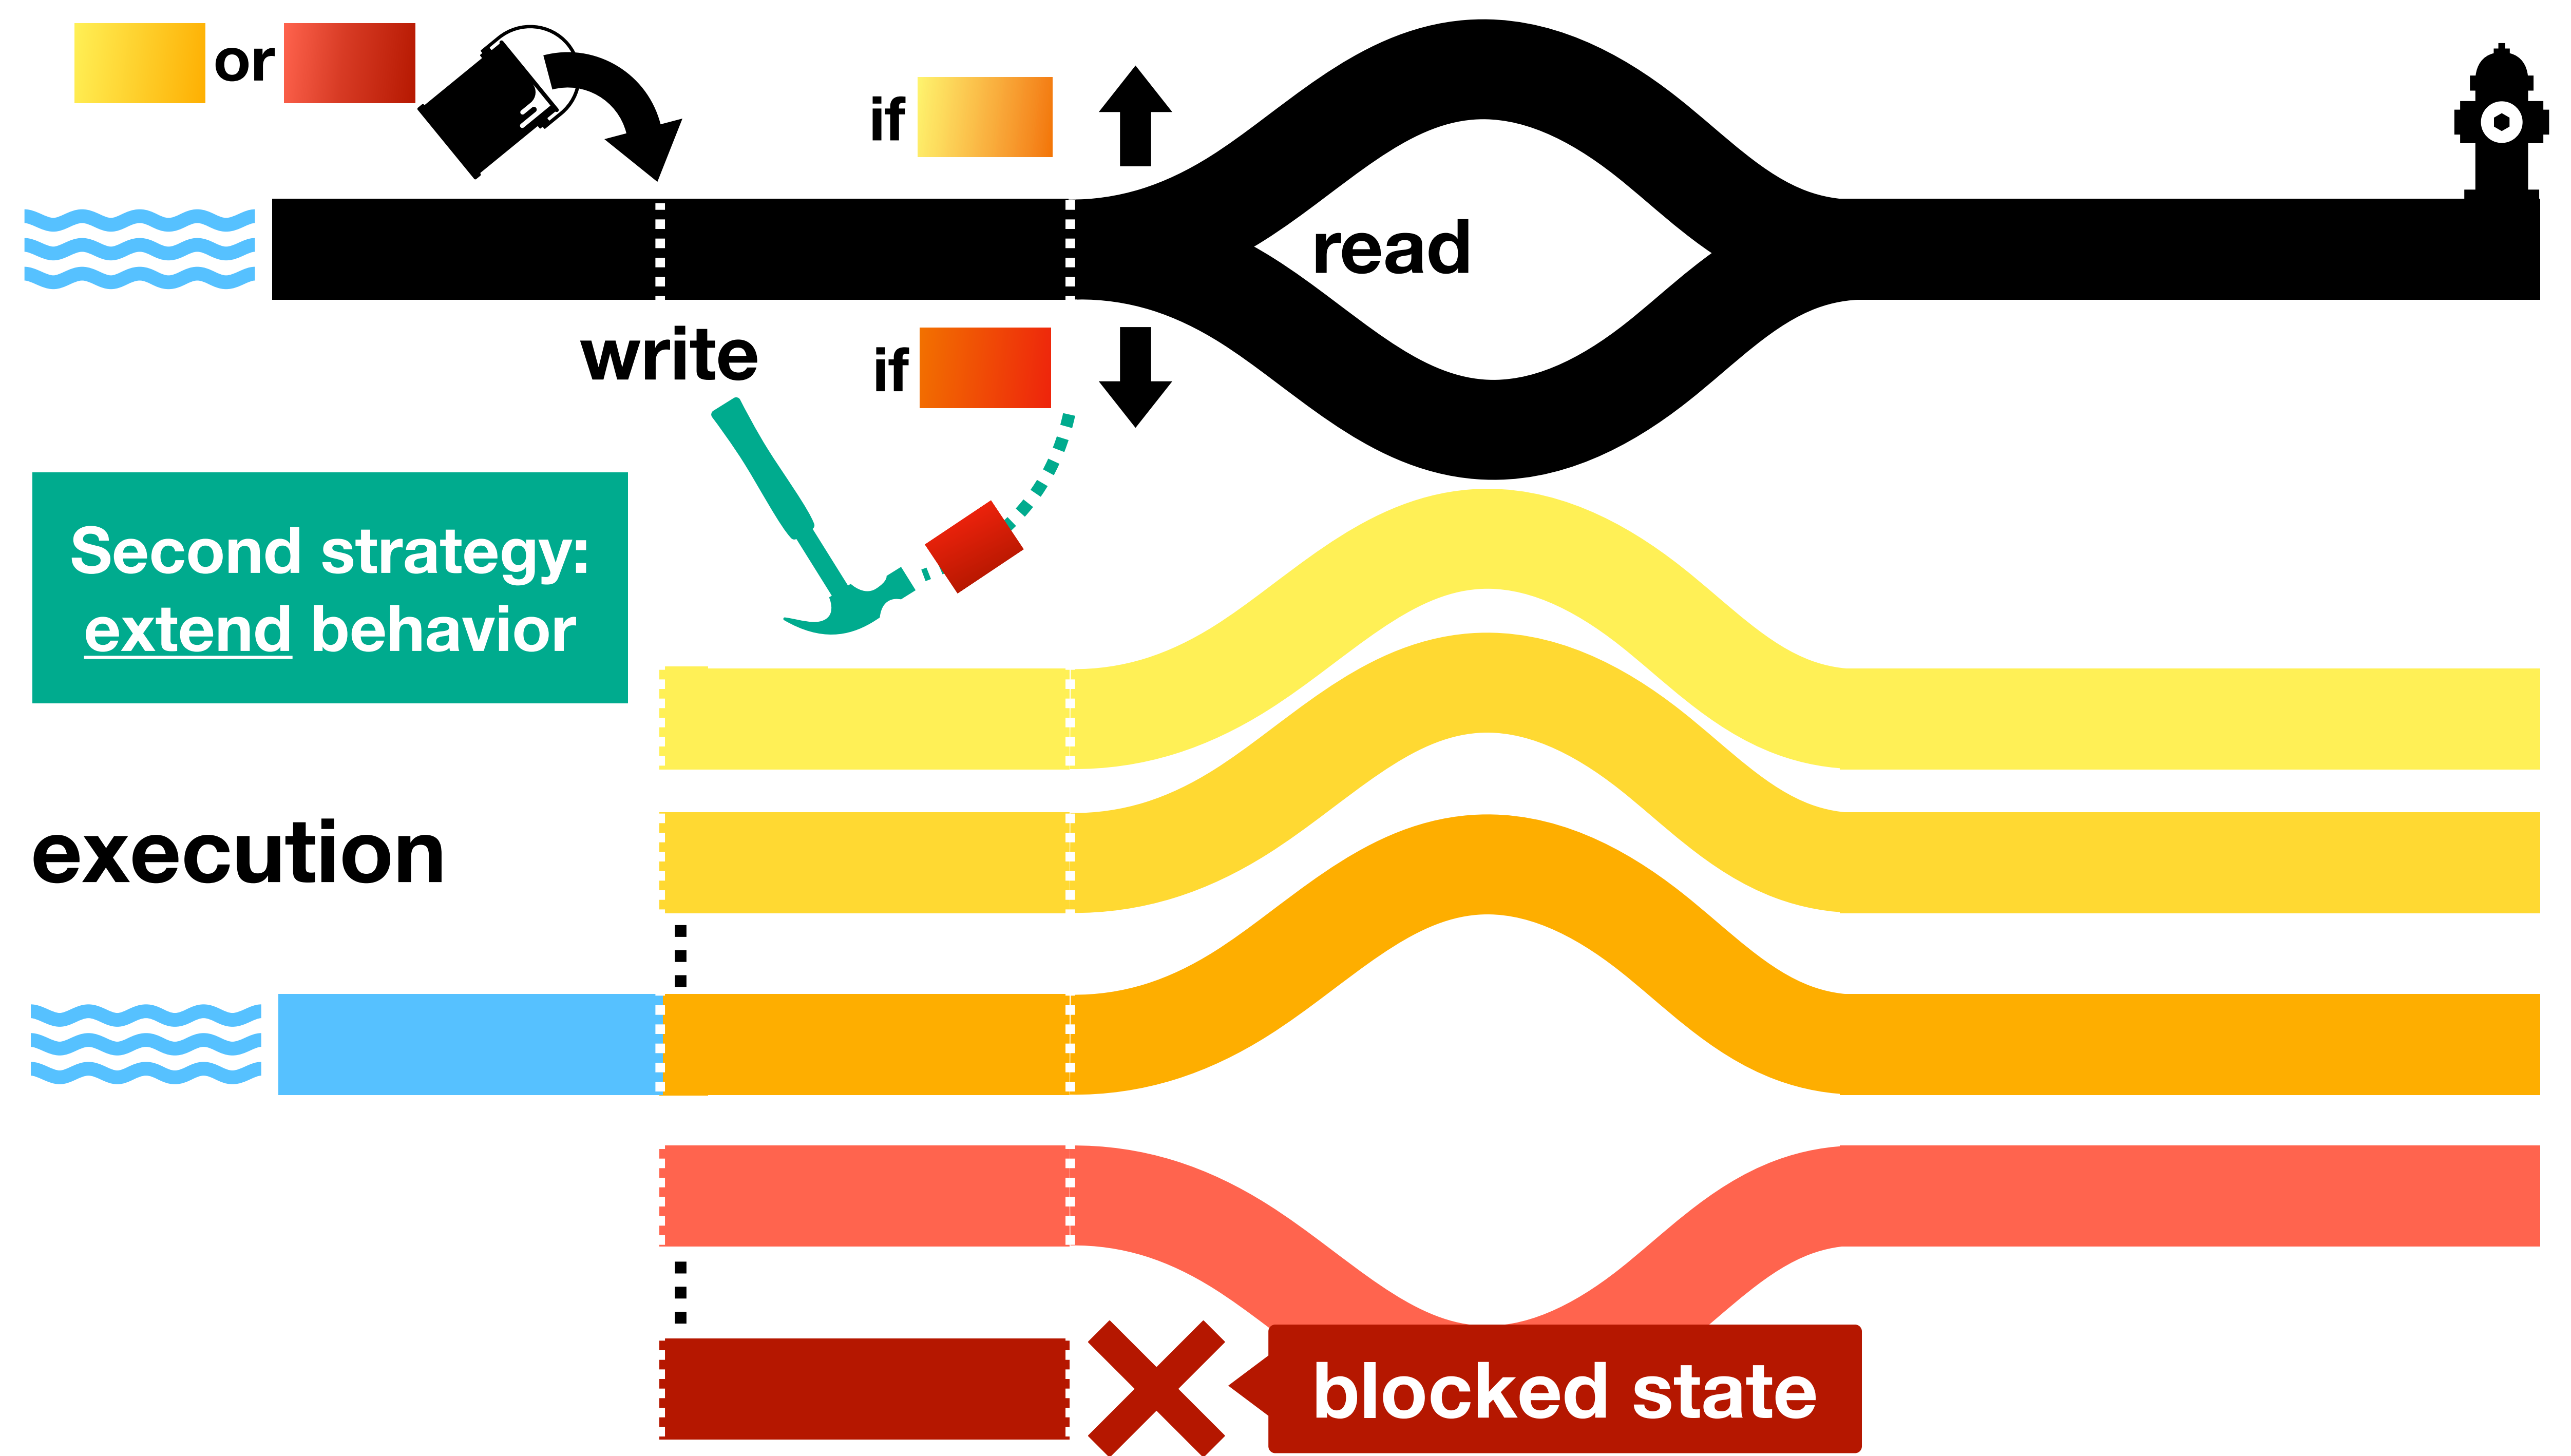 or
if
read
write
if
Second strategy:
extend behavior
execution
blocked state